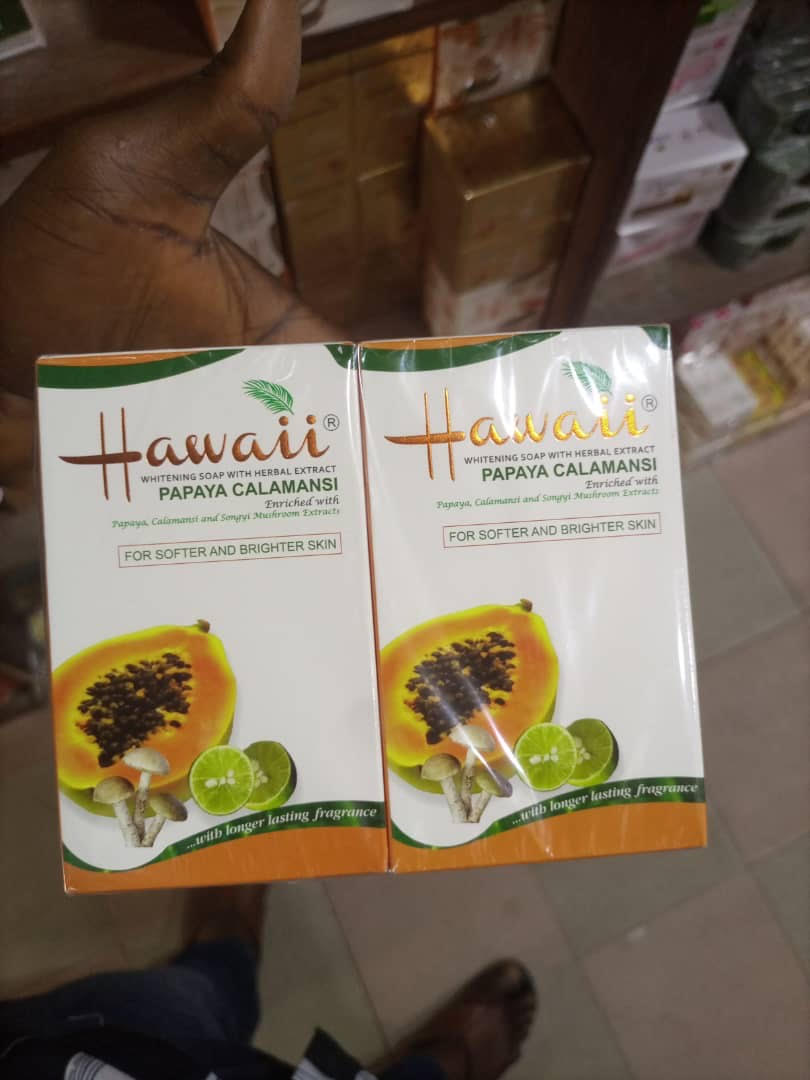 Hawaii®
WHITENING SOAP WITH HERBAL EXTRACT
PAPAYA CALAMANSI
Enriched with
Papaya, Calamansi and Songyi Mushroom Extracts
FOR SOFTER AND BRIGHTER SKIN
...with longer lasting fragrance
Hawaii®
WHITENING SOAP WITH HERBAL EXTRACT
PAPAYA CALAMANSI
Enriched with
Papaya, Calamansi and Songyi Mushroom Extracts
FOR SOFTER AND BRIGHTER SKIN
...with longer lasting fragrance